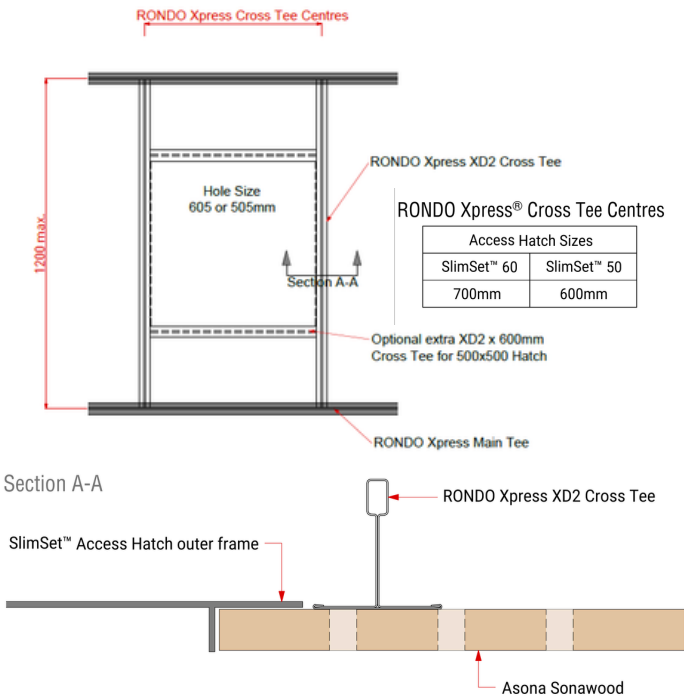 RONDO Xpress Cross Tee Centres
RONDO Xpress XD2 Cross Tee
Hole Size
605 or 505mm
1200 max.
RONDO Xpress® Cross Tee Centres
Access Hatch Sizes
SlimSet™ 60
SlimSet™ 50
700mm
600mm
Section A-A
Optional extra XD2 x 600mm
Cross Tee for 500x500 Hatch
RONDO Xpress Main Tee
Section A-A
RONDO Xpress XD2 Cross Tee
SlimSet™ Access Hatch outer frame
Asona Sonawood